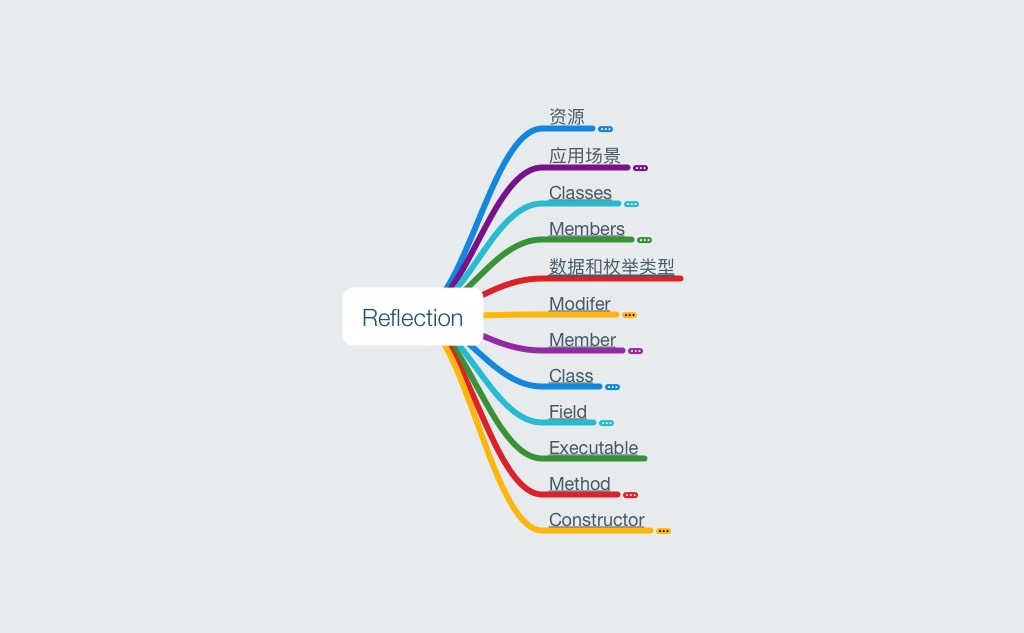 Reflection
资源
应用场景
Classes
Members
数据和枚举类型
Modifer
Member
Class
Field
Executable
Method
Constructor